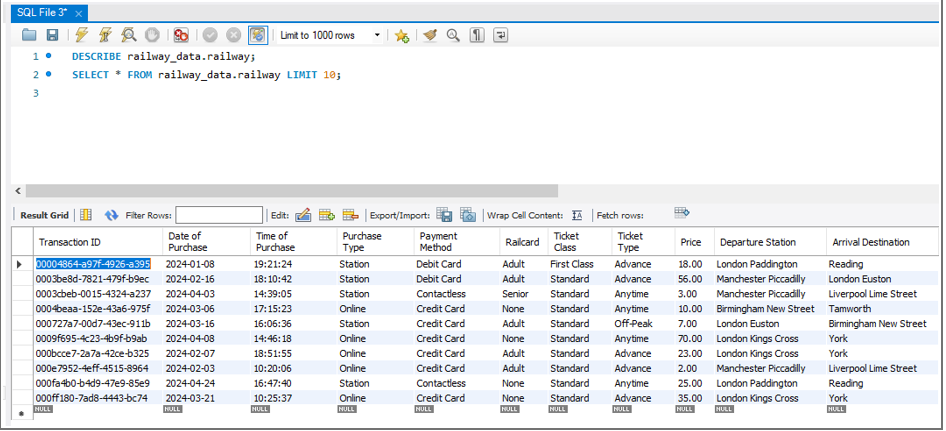 SQL File 3* ×
Limit to 1000 rows
1 DESCRIBE railway_data.railway;
2 SELECT * FROM railway_data.railway LIMIT 10;
3
Result Grid Filter Rows: Edit: Export/Import: Wrap Cell Content: Fetch rows:
Transaction ID Date of Purchase Time of Purchase Purchase Type Payment Method Railcard Ticket Class Ticket Type Price Departure Station Arrival Destination
00004864-a97f-4926-a395 2024-01-08 19:21:24 Station Debit Card Adult First Class Advance 18.00 London Paddington Reading
0003be8d-7821-479f-b9ec 2024-02-16 18:10:42 Station Debit Card Adult Standard Advance 56.00 Manchester Piccadilly London Euston
0003cbeb-0015-4324-a237 2024-04-03 14:39:05 Station Contactless Senior Standard Anytime 3.00 Manchester Piccadilly Liverpool Lime Street
0004beaa-152e-43a6-975f 2024-03-06 17:15:23 Online Credit Card None Standard Anytime 10.00 Birmingham New Street Tamworth
000727a7-00d7-43ec-911b 2024-03-16 16:06:36 Station Credit Card Adult Standard Off-Peak 7.00 London Euston Birmingham New Street
0009f695-4c23-4b9f-b9ab 2024-04-08 14:46:18 Online Credit Card None Standard Anytime 70.00 London Kings Cross York
000bcce7-2a7a-42ce-b325 2024-02-07 18:51:55 Online Credit Card Adult Standard Advance 23.00 London Kings Cross York
000e7952-4eff-4515-8964 2024-02-03 10:20:06 Online Credit Card Adult Standard Advance 2.00 Manchester Piccadilly Liverpool Lime Street
000fa4b0-b4d9-47e9-85e9 2024-04-24 16:47:40 Station Contactless None Standard Anytime 25.00 London Paddington Reading
000ff180-7ad8-4443-bc74 2024-03-21 10:25:37 Online Credit Card None Standard Advance 35.00 London Kings Cross York
NULL NULL NULL NULL NULL NULL NULL NULL NULL NULL NULL